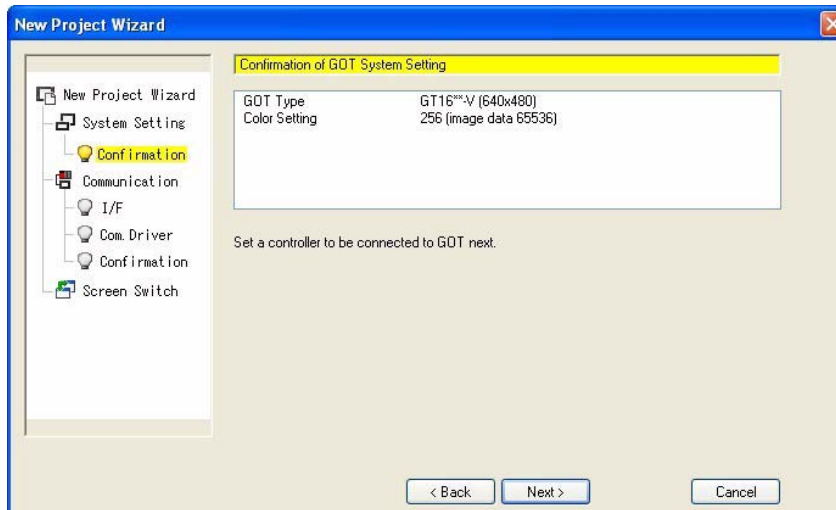 New Project Wizard
New Project Wizard
System Setting
Confirmation
Communication
I/F
Com. Driver
Confirmation
Screen Switch
Confirmation of GOT System Setting
GOT Type GT16**-V (640x480)
Color Setting 256 (image data 65536)
Set a controller to be connected to GOT next.
< Back Next > Cancel